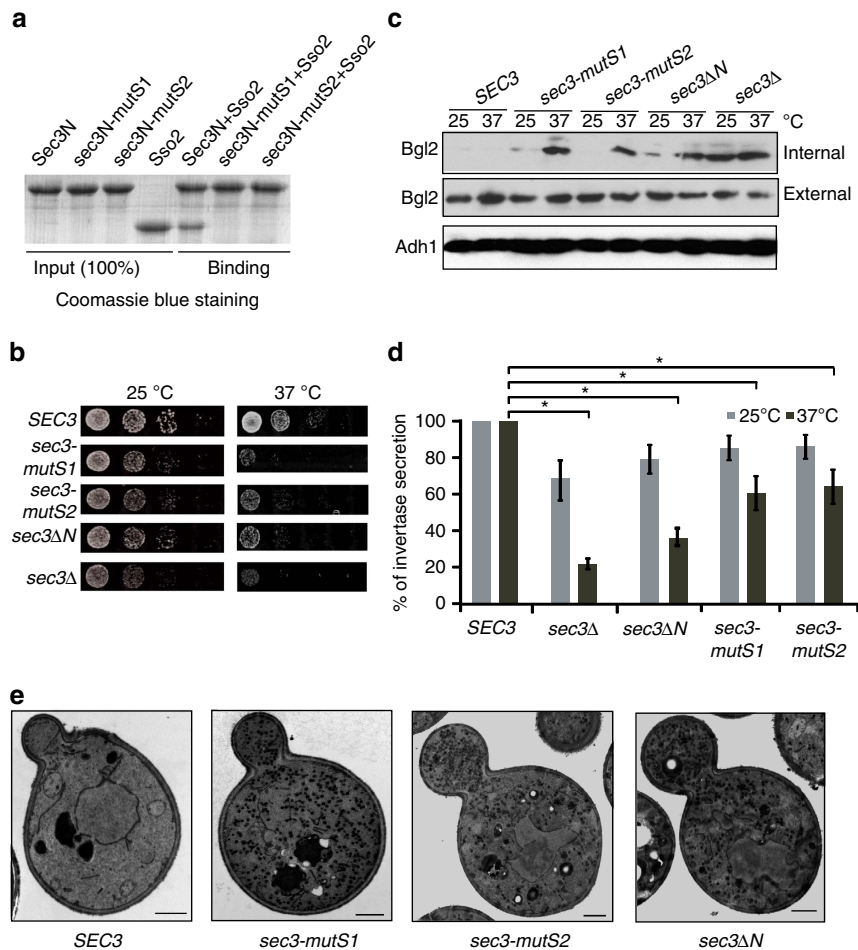 a
Sec3N
sec3N-mutS1
sec3N-mutS2
Sso2
Sec3N+Sso2
sec3N-mutS1+Sso2
sec3N-mutS2+Sso2
Input (100%)
Binding
Coomassie blue staining
b
25 °C
37 °C
SEC3
sec3-
mutS1
sec3-
mutS2
sec3ΔN
sec3Δ
c
SEC3
sec3-mutS1
sec3-mutS2
sec3ΔN
sec3Δ
25 37 25 37 25 37 25 37 25 37 °C
Bgl2
Internal
Bgl2
External
Adh1
d
* 
*
*
*
25°C
37°C
% of invertase secretion
100
80
60
40
20
0
SEC3
sec3Δ
sec3ΔN
sec3-
mutS1
sec3-
mutS2
e
SEC3
sec3-mutS1
sec3-mutS2
sec3ΔN